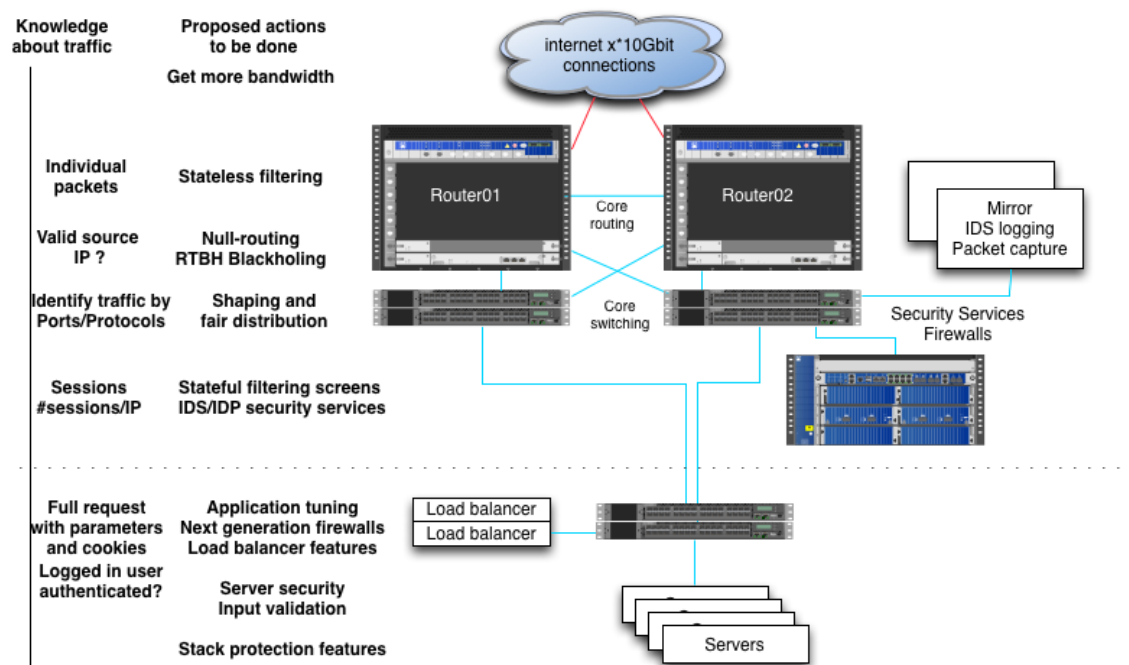 Knowledge
about traffic
Proposed actions
to be done
Get more bandwidth
internet x*10Gbit
connections
Individual
packets
Stateless filtering
Router01
Router02
Core
routing
Mirror
IDS logging
Packet capture
Valid source
IP ?
Null-routing
RTBH Blackholing
Identify traffic by
Ports/Protocols
Shaping and
fair distribution
Core
switching
Security Services
Firewalls
Sessions
#sessions/IP
Stateful filtering screens
IDS/IDP security services
Full request
with parameters
and cookies
Logged in user
authenticated?
Application tuning
Next generation firewalls
Load balancer features
Load balancer
Load balancer
Server security
Input validation
Stack protection features
Servers